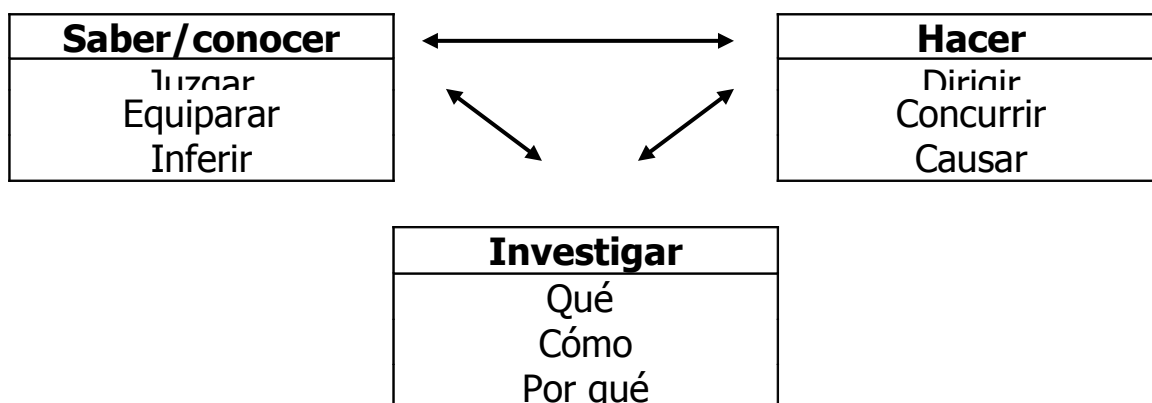 Saber/conocer
Juzgar
Equiparar
Inferir
Hacer
Dirigir
Concurrir
Causar
Investigar
Qué
Cómo
Por qué